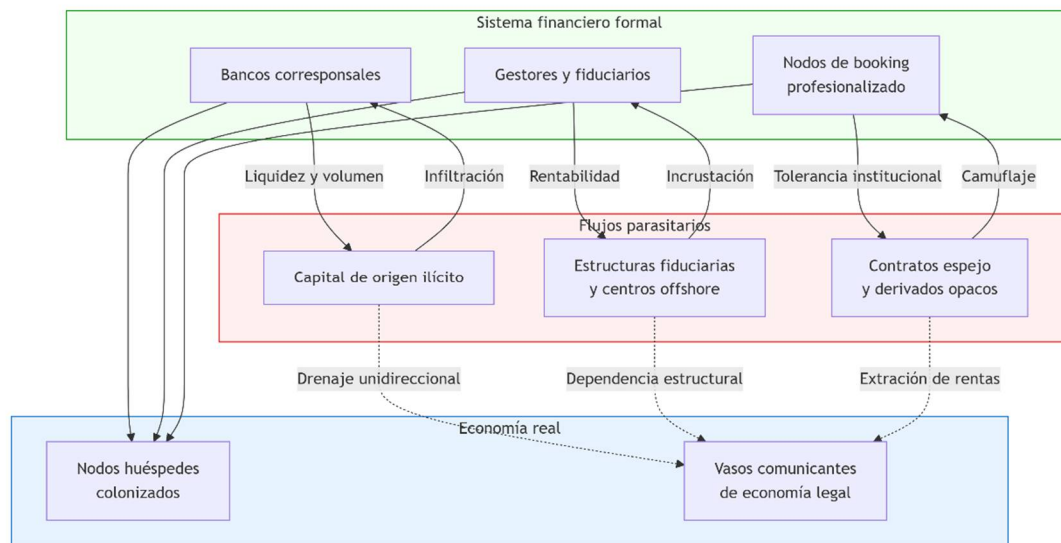 Sistema financiero formal
Bancos corresponsales
Gestores y fiduciarios
Nodos de booking
profesionalizado
Liquidez y volumen
Infiltración
Rentabilidad
Incrustación
Tolerancia institucional
Camuflaje
Flujos parasitarios
Capital de origen ilícito
Estructuras fiduciarias
y centros offshore
Contratos espejo
y derivados opacos
Drenaje unidireccional
Dependencia estructural
Extracción de rentas
Economía real
Nodos huéspedes
colonizados
Vasos comunicantes
de economía legal